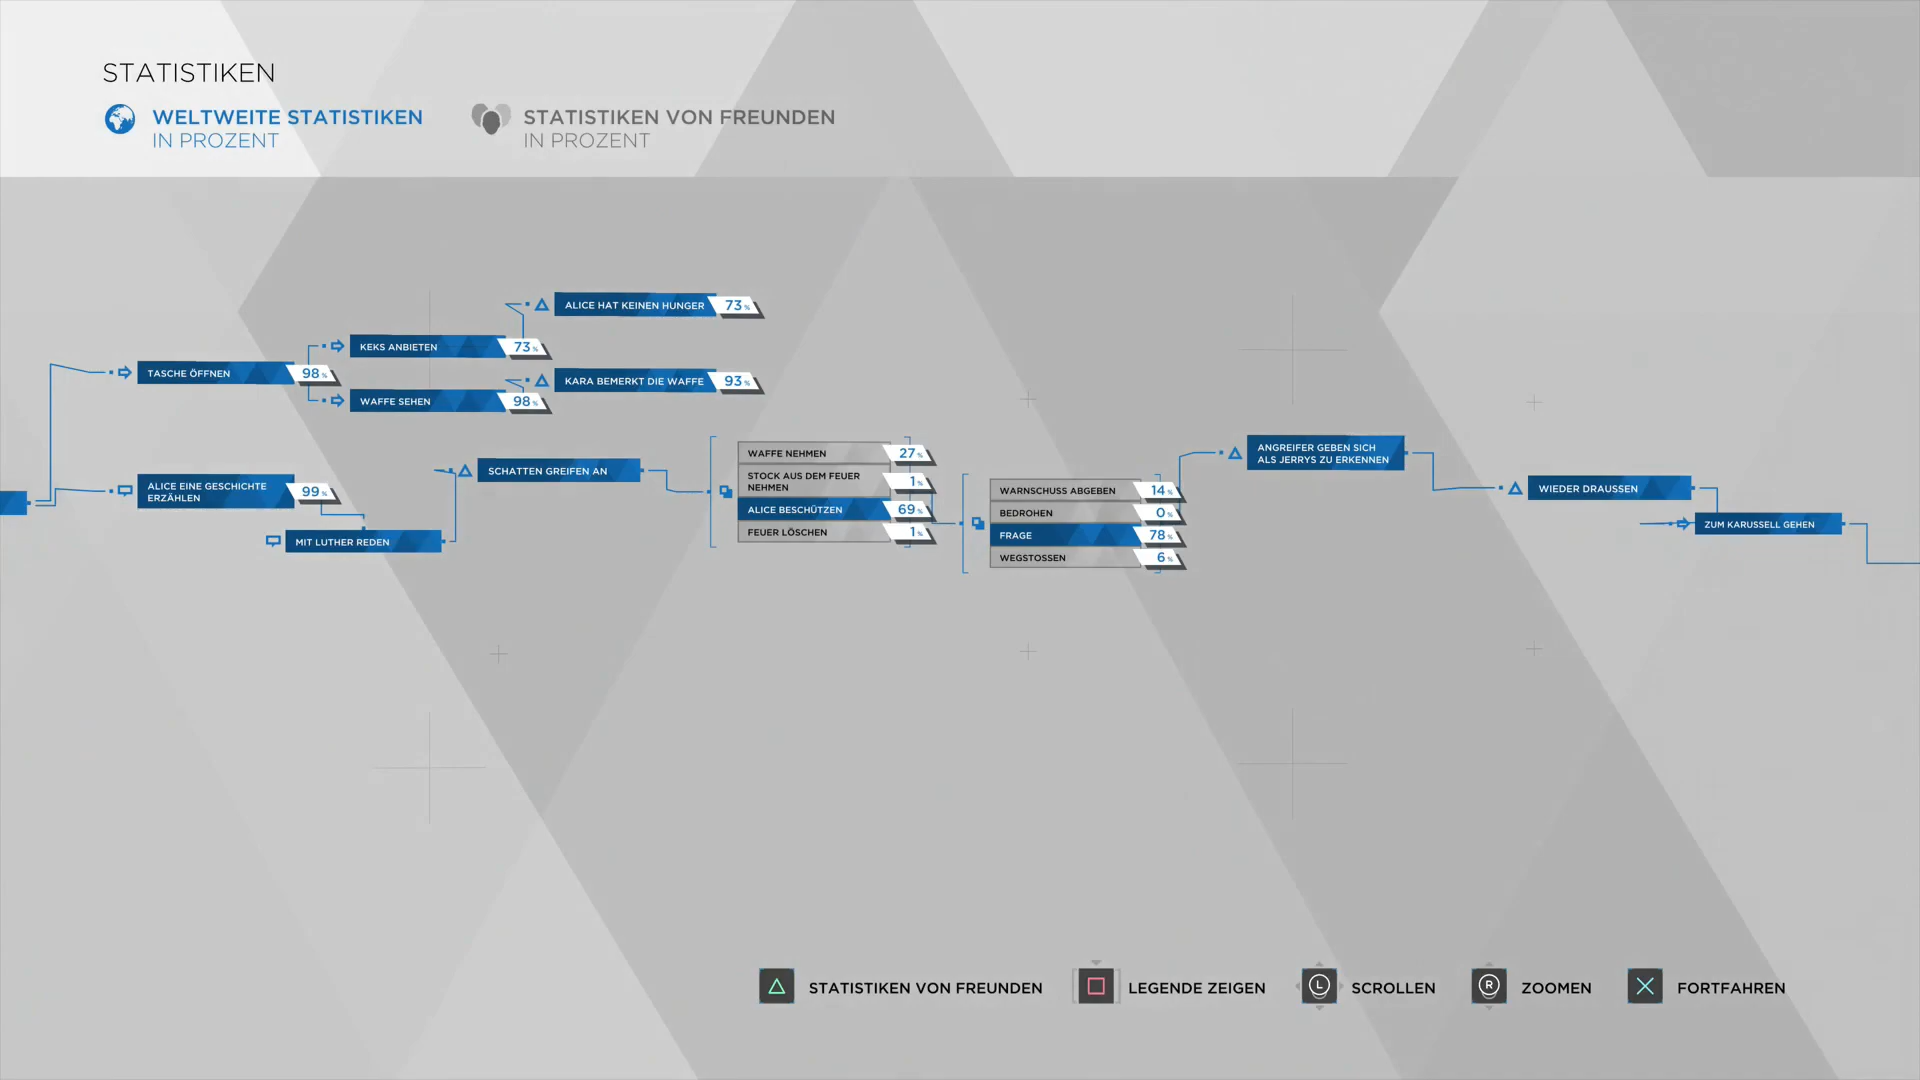 STATISTIKEN
WELTWEITE STATISTIKEN
IN PROZENT
STATISTIKEN VON FREUNDEN
IN PROZENT
ALICE HAT KEINEN HUNGER 73%
KEKS ANBIETEN 73%
TASCHE ÖFFNEN 98%
KARA BEMERKT DIE WAFFE 93%
WAFFE SEHEN 98%
ALICE EINE GESCHICHTE
ERZÄHLEN
99%
MIT LUTHER REDEN
SCHATTEN GREIFEN AN
WAFFE NEHMEN 27%
STOCK AUS DEM FEUER
NEHMEN
1%
ALICE BESCHÜTZEN 69%
FEUER LÖSCHEN 1%
WARNSCHUSS ABGEBEN 14%
BEDROHEN 0%
FRAGE 78%
WEGSTOSSEN 6%
ANGREIFER GEBEN SICH
ALS JERRYS ZU ERKENNEN
WIEDER DRAUSSEN
ZUM KARUSSELL GEHEN
STATISTIKEN VON FREUNDEN
LEGENDE ZEIGEN
L SCROLLEN
R ZOOMEN
FORTFAHREN